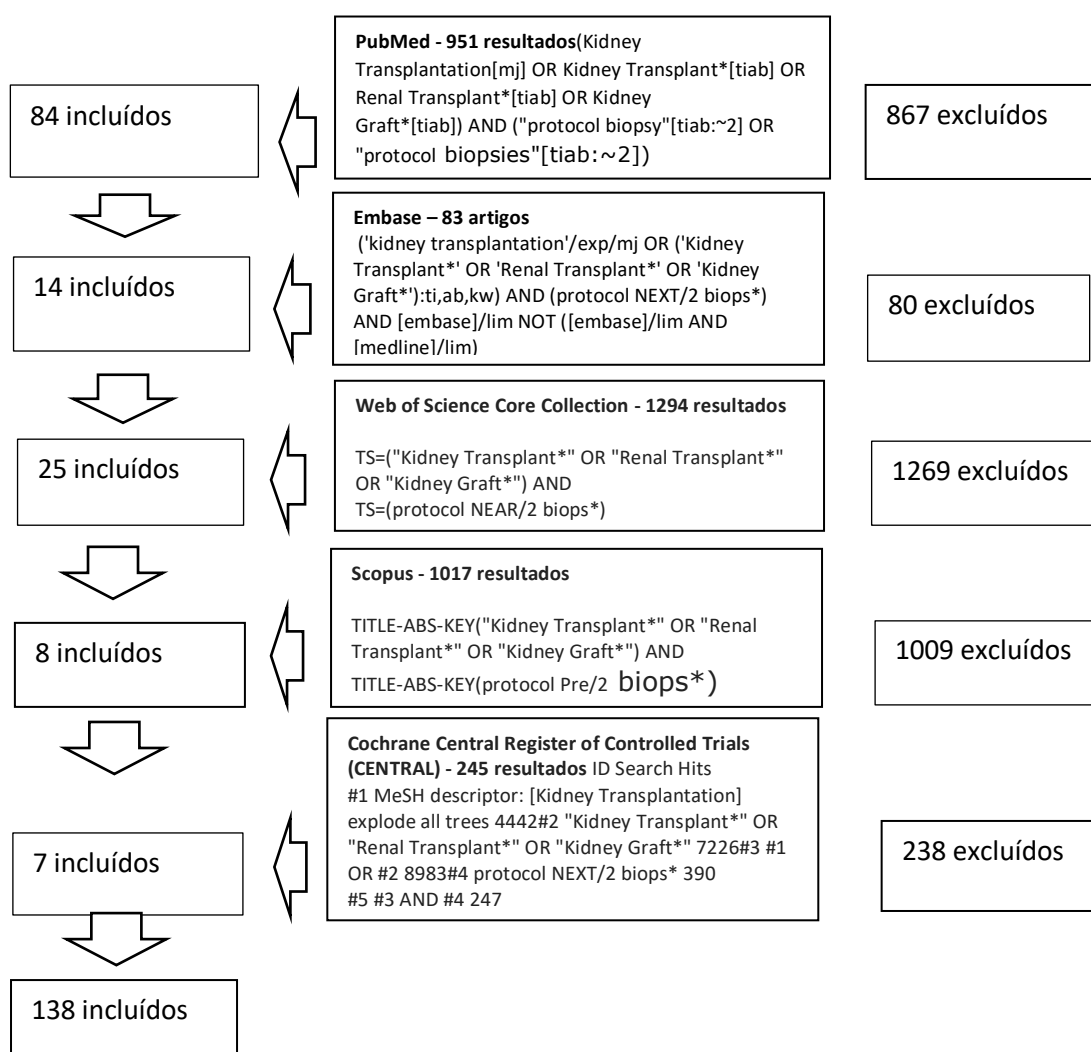 PubMed - 951 resultados(Kidney
Transplantation[mj] OR Kidney Transplant*[tiab] OR
Renal Transplant*[tiab] OR Kidney
Graft*[tiab]) AND ("protocol biopsy"[tiab:~2] OR
"protocol biopsies"[tiab:~2])
84 incluídos
867 excluídos
Embase – 83 artigos
('kidney transplantation'/exp/mj OR ('Kidney
Transplant*' OR 'Renal Transplant*' OR 'Kidney
Graft*'):ti,ab,kw) AND (protocol NEXT/2 biops*)
AND [embase]/lim NOT ([embase]/lim AND
[medline]/lim)
14 incluídos
80 excluídos
Web of Science Core Collection - 1294 resultados
TS=("Kidney Transplant*" OR "Renal Transplant*"
OR "Kidney Graft*") AND
TS=(protocol NEAR/2 biops*)
25 incluídos
1269 excluídos
Scopus - 1017 resultados
TITLE-ABS-KEY("Kidney Transplant*" OR "Renal
Transplant*" OR "Kidney Graft*") AND
TITLE-ABS-KEY(protocol Pre/2 biops*)
8 incluídos
1009 excluídos
Cochrane Central Register of Controlled Trials
(CENTRAL) - 245 resultados ID Search Hits
#1 MeSH descriptor: [Kidney Transplantation]
explode all trees 4442#2 "Kidney Transplant*" OR
"Renal Transplant*" OR "Kidney Graft*" 7226#3 #1
OR #2 8983#4 protocol NEXT/2 biops* 390
#5 #3 AND #4 247
7 incluídos
238 excluídos
138 incluídos